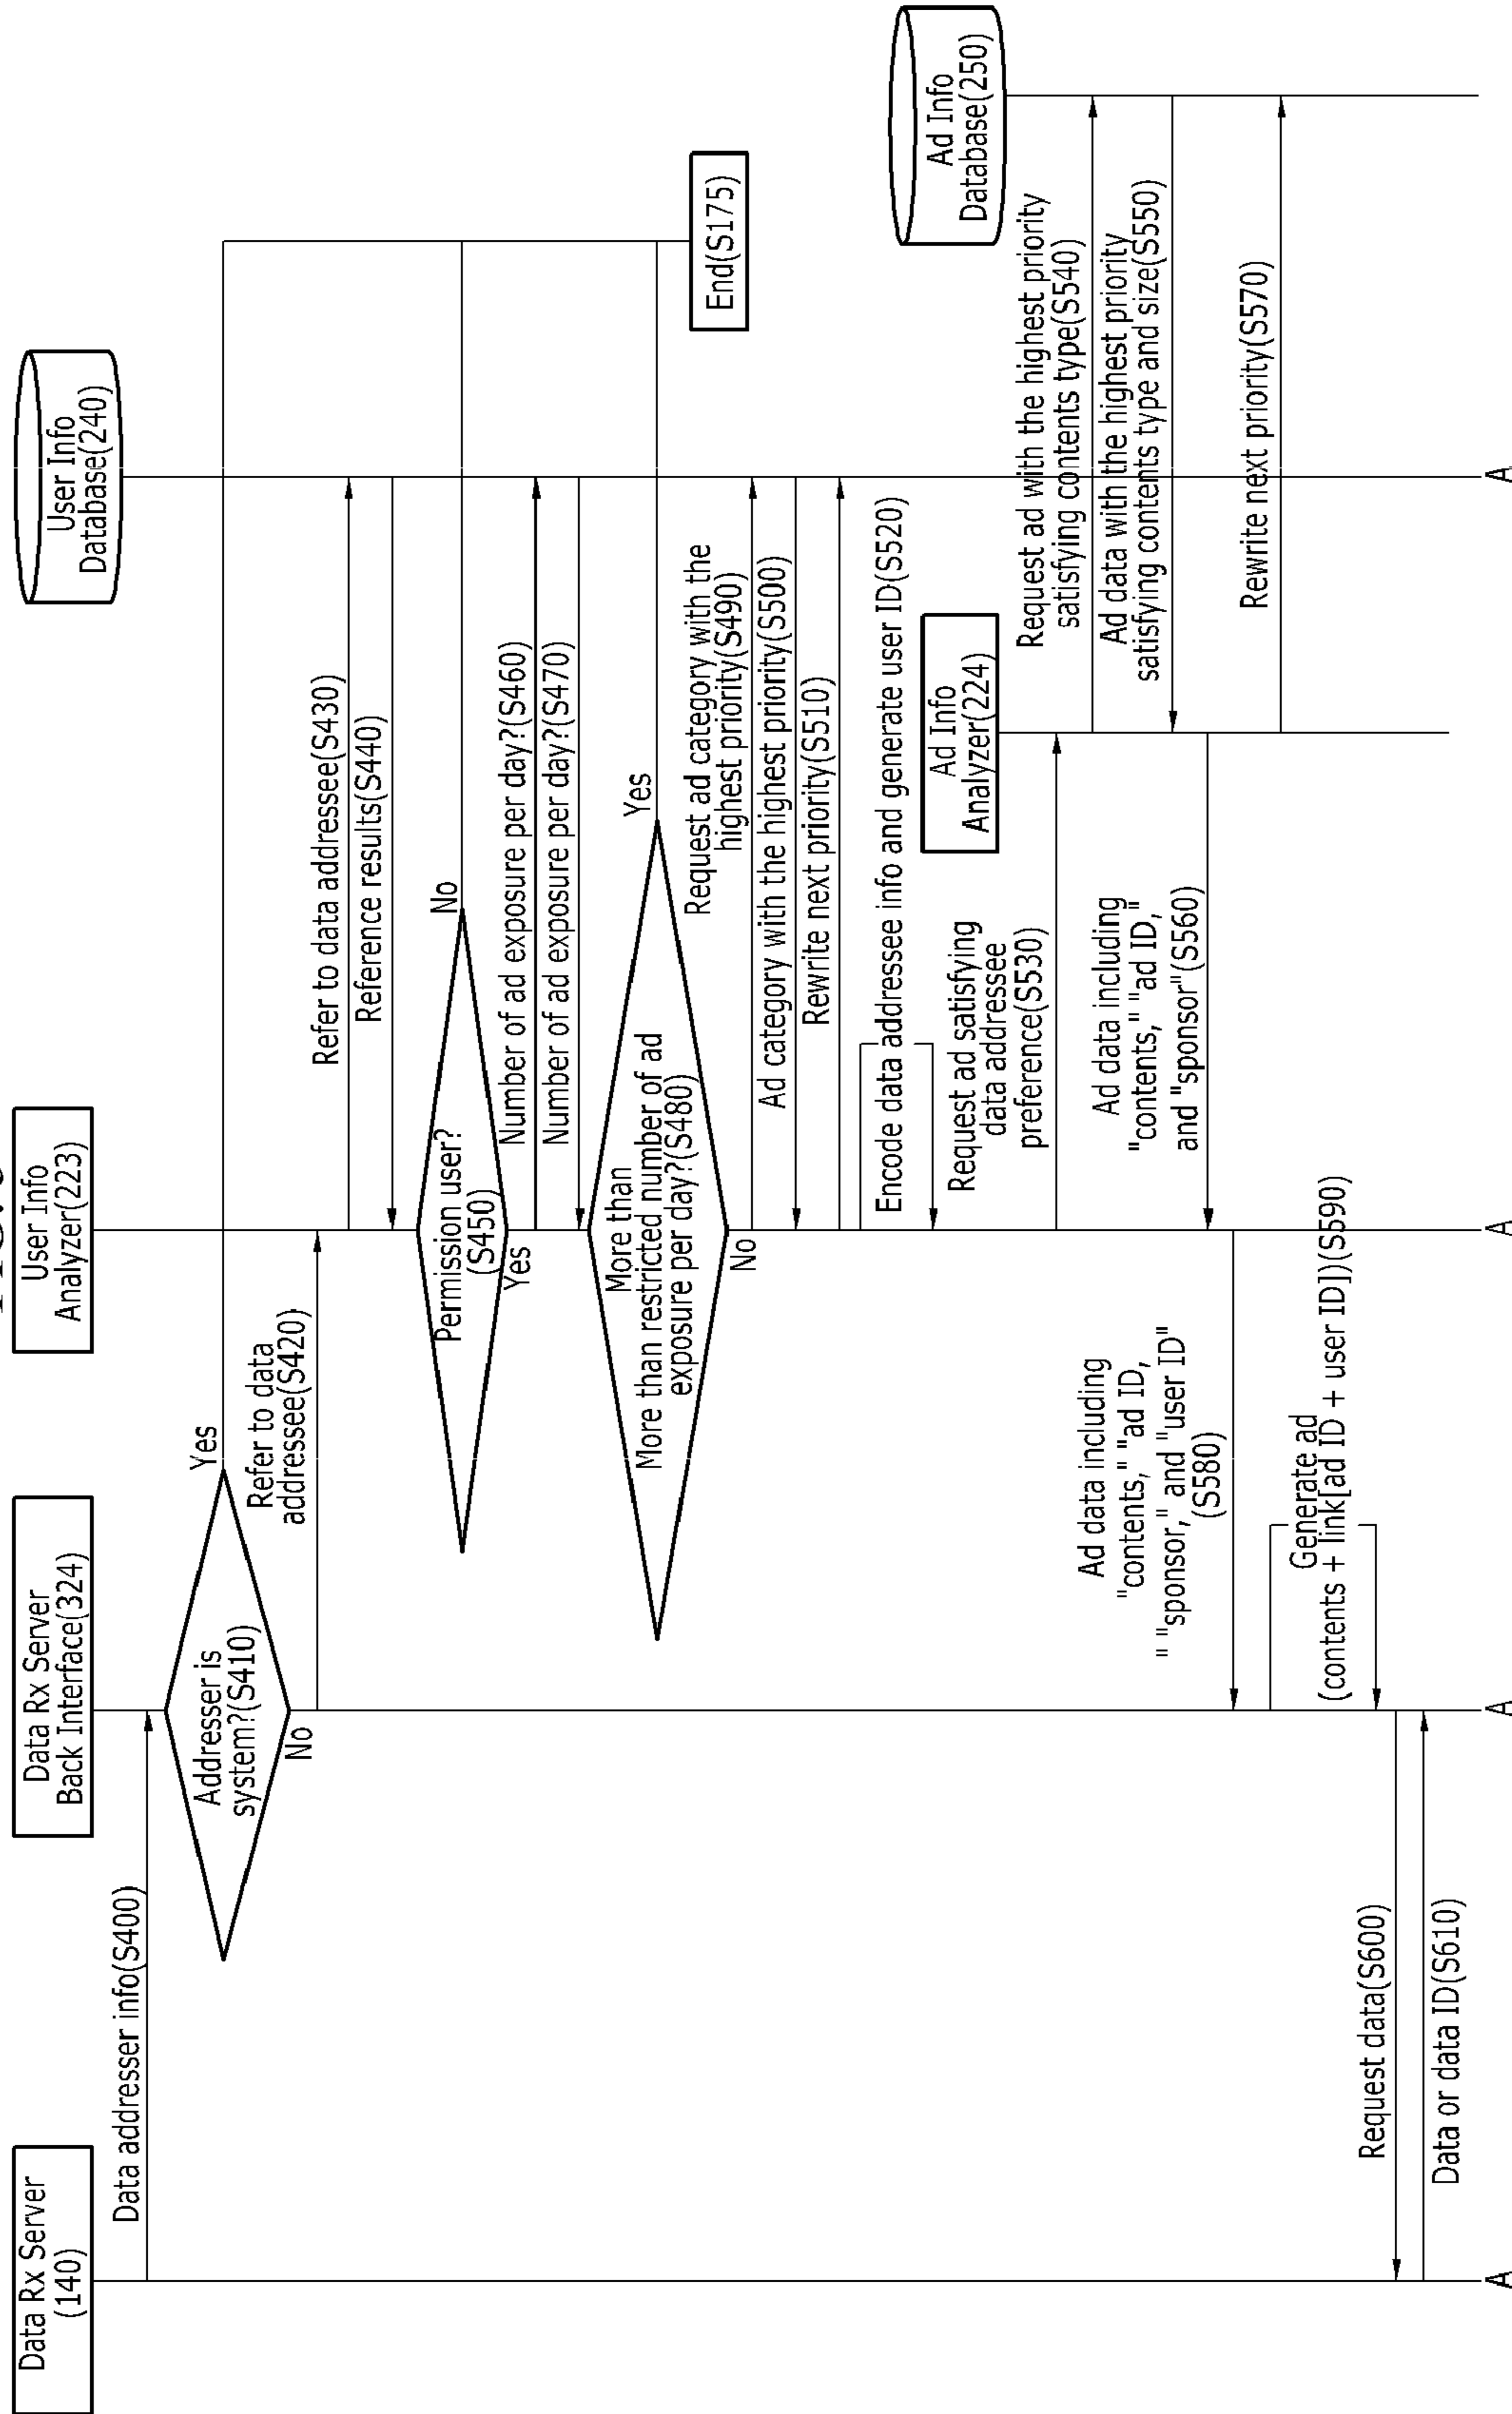 Data Rx Server
(140)
Data Rx Server
Back Interface(324)
User Info
Analyzer(223)
User Info
Database(240)
Data addresser info(S400)
Addresser is
system?(S410)
Yes
No
Refer to data
addressee(S420)
Refer to data addressee(S430)
Reference results(S440)
Permission user?
(S450)
No
Yes
Number of ad exposure per day?(S460)
Number of ad exposure per day?(S470)
More than
More than restricted number of ad
exposure per day?(S480)
Yes
No
End(S175)
Request ad category with the
highest priority(S490)
Ad category with the highest priority(S500)
Rewrite next priority(S510)
Encode data addressee info and generate user ID(S520)
Ad Info
Analyzer(224)
Ad Info
Database(250)
Request ad satisfying
data addressee
preference(S530)
Request ad with the highest priority
satisfying contents type(S540)
Ad data with the highest priority
satisfying contents type and size(S550)
Ad data including
"contents," "ad ID,"
and "sponsor"(S560)
Rewrite next priority(S570)
Ad data including
"contents," "ad ID,
" "sponsor," and "user ID"
(S580)
Generate ad
(contents + link[ad ID + user ID])(S590)
Request data(S600)
Data or data ID(S610)
A
A
A
A